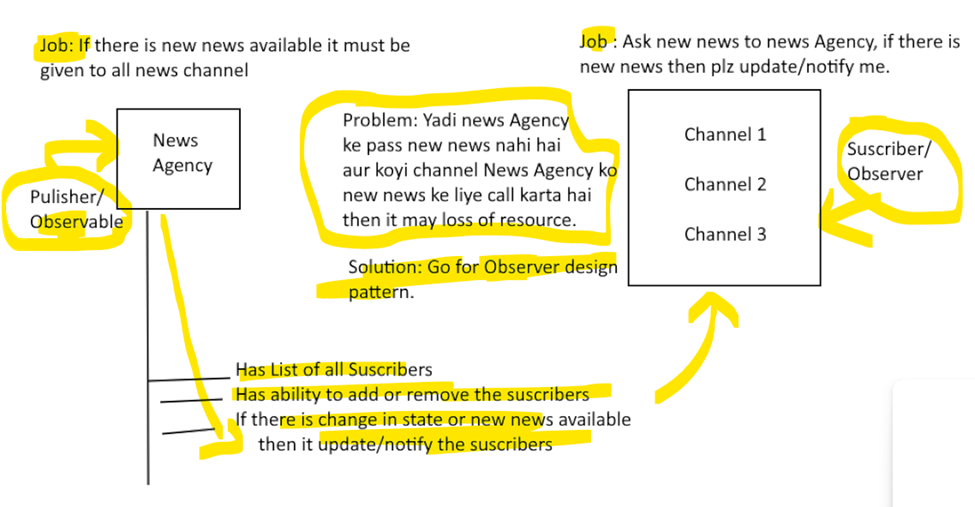 Job: If there is new news available it must be
given to all news channel
Job : Ask new news to news Agency, if there is
new news then plz update/notify me.
News
Agency
Pulisher/
Observable
Problem: Yadi news Agency
ke pass new news nahi hai
aur koyi channel News Agency ko
new news ke liye call karta hai
then it may loss of resource.
Solution: Go for Observer design
pattern.
Channel 1
Channel 2
Channel 3
Suscriber/
Observer
Has List of all Suscribers
Has ability to add or remove the suscribers
If there is change in state or new news available
then it update/notify the suscribers